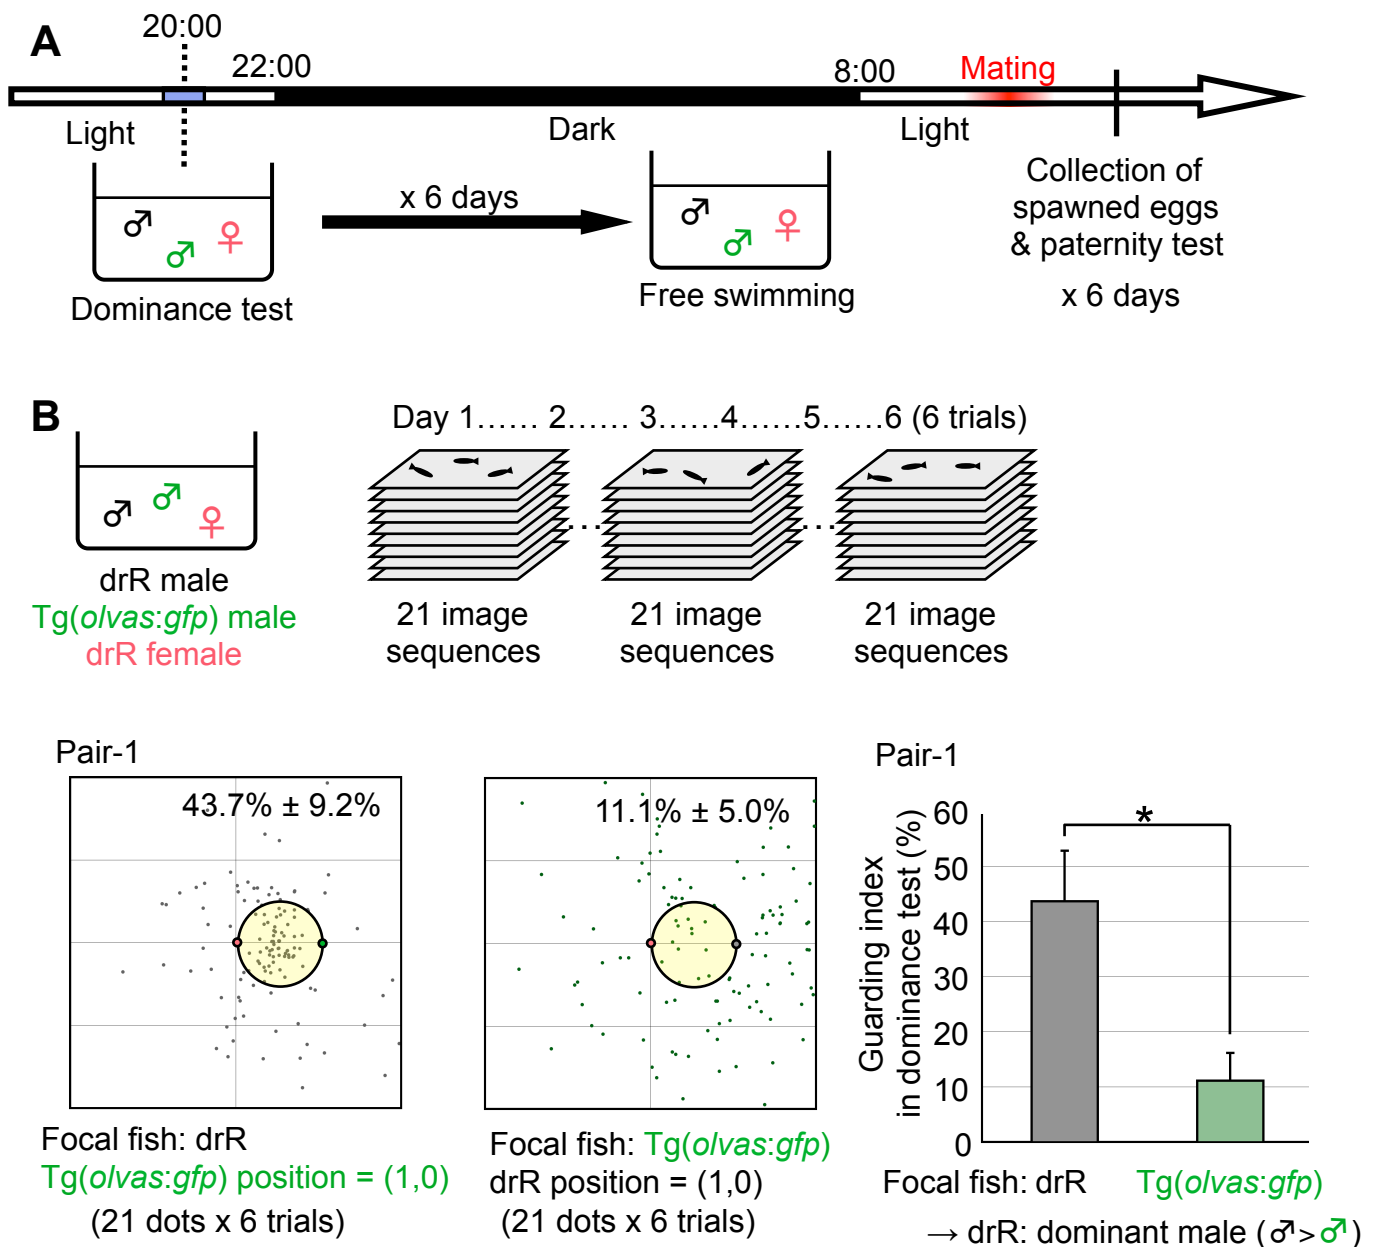 A
20:00
22:00
8:00
Mating
Light
Dark
Light
♂ ♂ ♀
x 6 days
♂ ♂ ♀
Dominance test
Free swimming
Collection of
spawned eggs
& paternity test
x 6 days
B
Day 1...... 2...... 3......4......5......6 (6 trials)
♂ ♂ ♀
... ...
drR male
Tg(olvas:gfp) male
drR female
21 image
sequences
21 image
sequences
21 image
sequences
Pair-1
43.7% ± 9.2%
Focal fish: drR
Tg(olvas:gfp) position = (1,0)
(21 dots x 6 trials)
11.1% ± 5.0%
Focal fish: Tg(olvas:gfp)
drR position = (1,0)
(21 dots x 6 trials)
Pair-1
Guarding index
in dominance test (%)
60
50
40
30
20
10
0
*
Focal fish: drR Tg(olvas:gfp)
→ drR: dominant male (♂>♂)